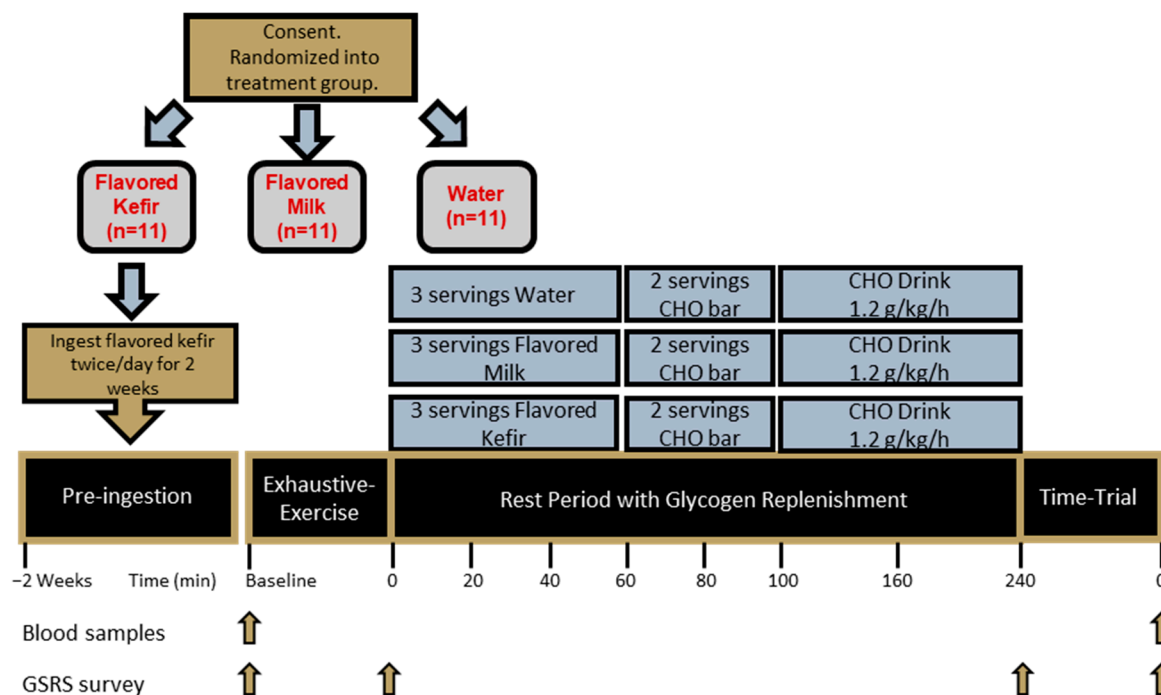 Consent.
Randomized into
treatment group.
Flavored
Kefir
(n=11)
Flavored
Milk
(n=11)
Water
(n=11)
Ingest flavored kefir
twice/day for 2
weeks
3 servings Water
2 servings
CHO bar
CHO Drink
1.2 g/kg/h
3 servings Flavored
Milk
2 servings
CHO bar
CHO Drink
1.2 g/kg/h
3 servings Flavored
Kefir
2 servings
CHO bar
CHO Drink
1.2 g/kg/h
Pre-ingestion
Exhaustive-
Exercise
Rest Period with Glycogen Replenishment
Time-Trial
−2 Weeks Time (min) Baseline 0 20 40 60 80 100 160 240 0
Blood samples
GSRS survey